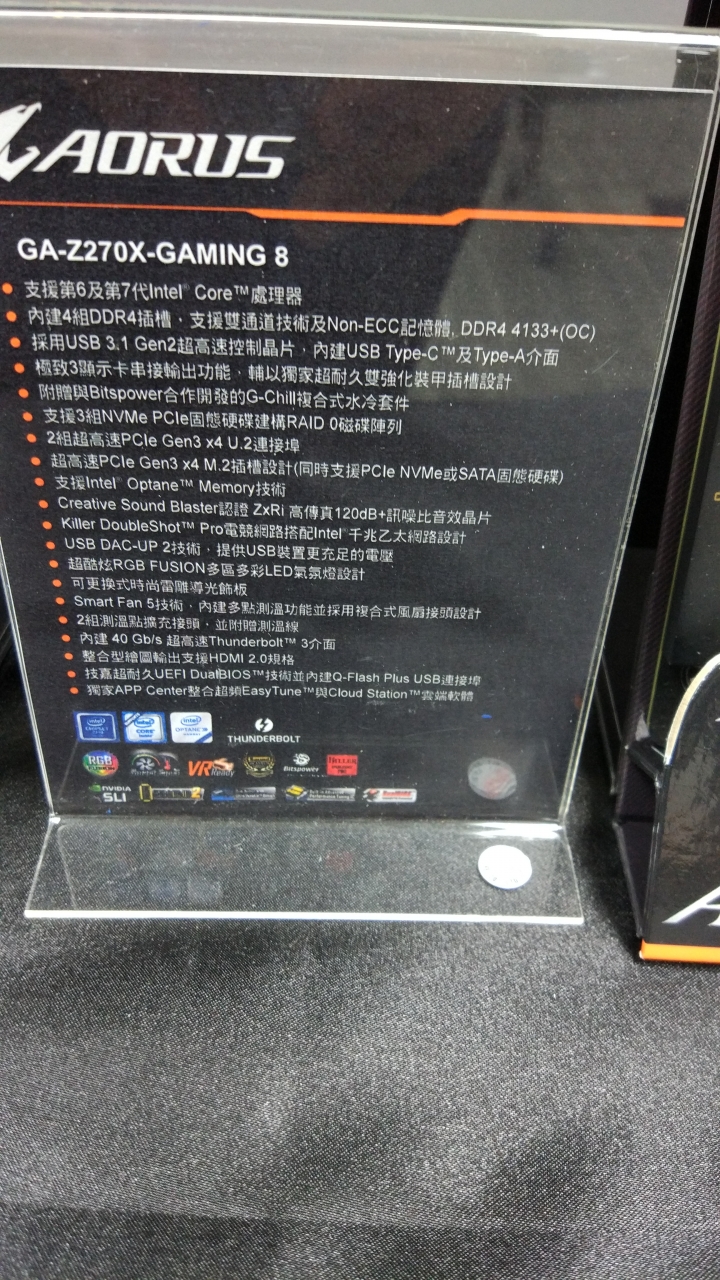 AORUS
GA-Z270X-GAMING 8
支援第6及第7代Intel® Core™處理器
內建4組DDR4插槽，支援雙通道技術及Non-ECC記憶體, DDR4 4133+(OC)
採用USB 3.1 Gen2超高速控制晶片，內建USB Type-C™及Type-A介面
極致3顯示卡串接輸出功能，輔以獨家超耐久雙強化裝甲插槽設計
附贈與Bitspower合作開發的G-Chill複合式水冷套件
支援3組NVMe PCIe固態硬碟建構RAID 0磁碟陣列
2組超高速PCIe Gen3 x4 U.2連接埠
超高速PCIe Gen3 x4 M.2插槽設計(同時支援PCIe NVMe或SATA固態硬碟)
支援Intel® Optane™ Memory技術
Creative Sound Blaster認證 ZxRi 高傳真120dB+訊噪比音效晶片
Killer DoubleShot™ Pro電競網路搭配Intel® 千兆乙太網路設計
USB DAC-UP 2技術，提供USB裝置更充足的電壓
超酷炫RGB FUSION多區多彩LED氣氛燈設計
可更換式時尚雷雕導光飾板
Smart Fan 5技術，內建多點測溫功能並採用複合式風扇接頭設計
2組測溫點擴充接頭，並附贈測溫線
內建 40 Gb/s 超高速Thunderbolt™ 3介面
整合型繪圖輸出支援HDMI 2.0規格
技嘉超耐久UEFI DualBIOS™技術並內建Q-Flash Plus USB連接埠
獨家APP Center整合超頻EasyTune™與Cloud Station™雲端軟體
intel intel CORE intel OPTANE THUNDERBOLT
RGB VR Ready Bitspower KILLER
NVIDIA SLI